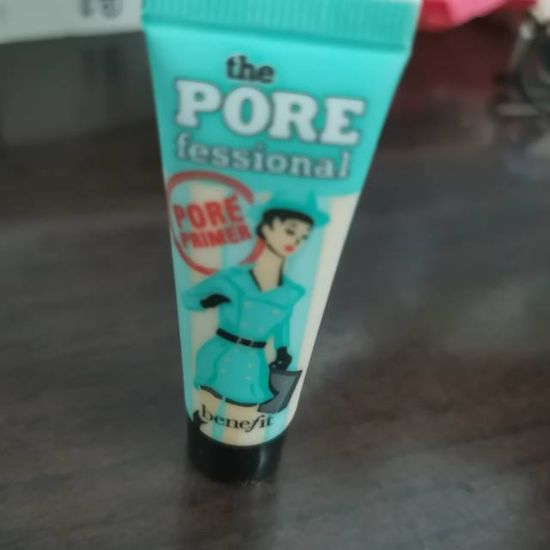 the
PORE
fessional
PORE
PRIMER
benefit